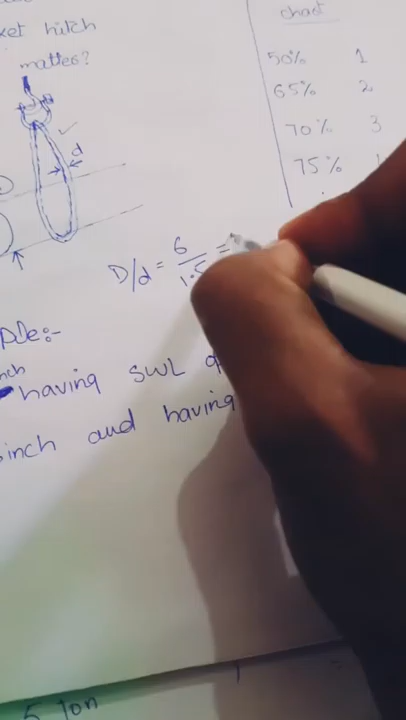 ket hitch
matter?
d
D/d = 6/1.5 =
ple:-
inch
having SWL o
inch and having
5 Ton
chart
50% 1
65% 2
70% 3
75%